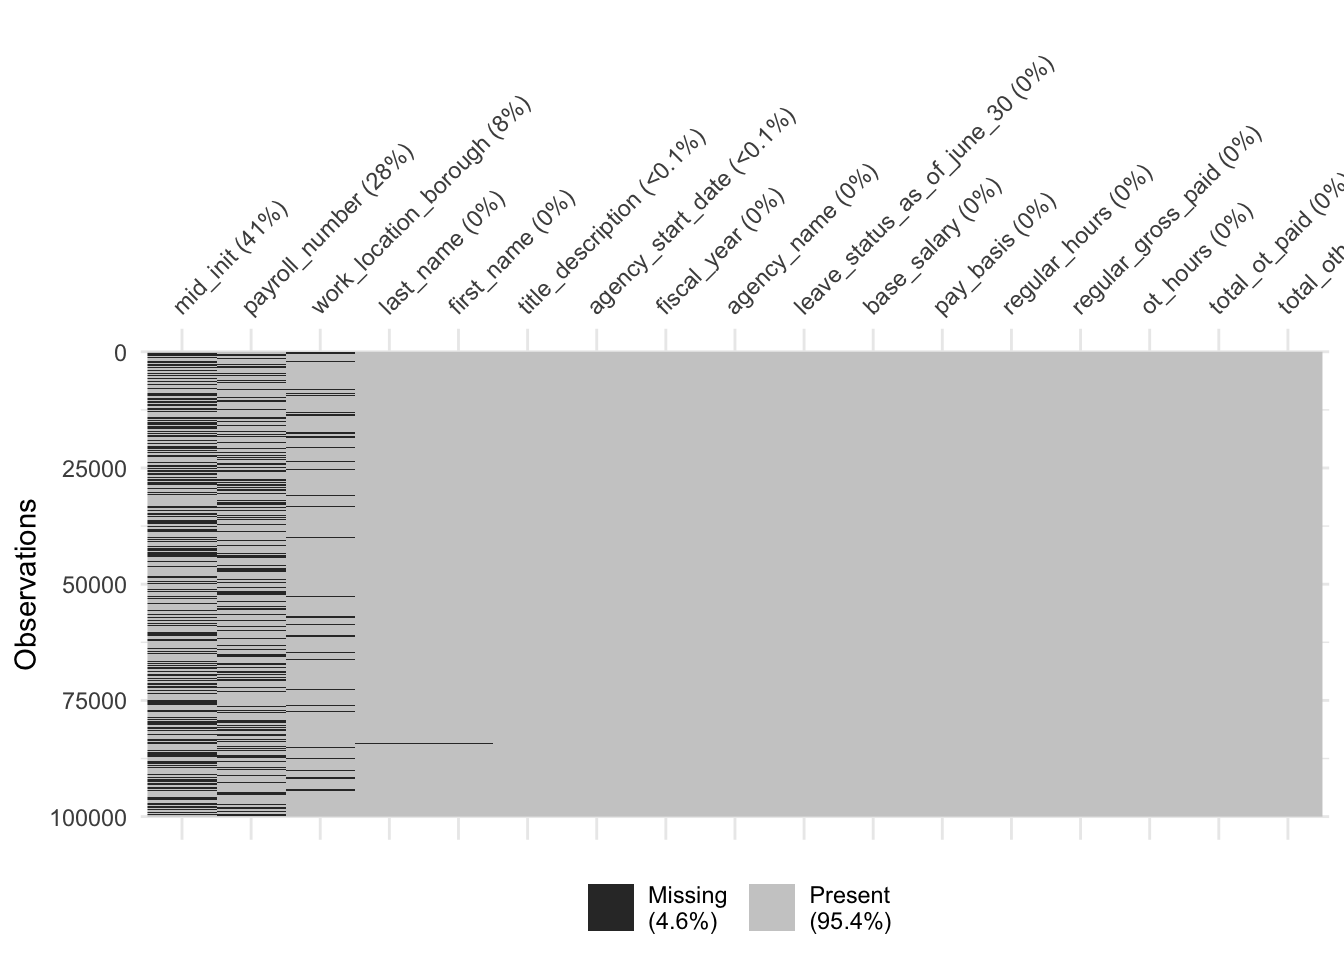 mid_init (41%)
payroll_number (28%)
work_location_borough (8%)
last_name (0%)
first_name (0%)
title_description (<0.1%)
agency_start_date (<0.1%)
fiscal_year (0%)
agency_name (0%)
leave_status_as_of_june_30 (0%)
base_salary (0%)
pay_basis (0%)
regular_hours (0%)
regular_gross_paid (0%)
ot_hours (0%)
total_ot_paid (0%
total_oth
0
25000
50000
75000
100000
Observations
Missing
(4.6%)
Present
(95.4%)